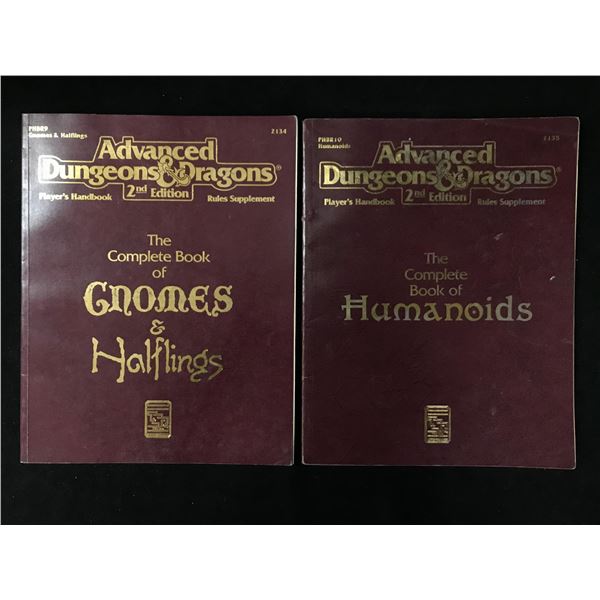 PHBR9
Gnomes & Halflings
2134
Advanced
Dungeons & Dragons®
2nd Edition
Player's Handbook
Rules Supplement
The
Complete Book
of
Gnomes
&
Halflings
PHBR10
Humanoids
2135
Advanced
Dungeons & Dragons®
2nd Edition
Player's Handbook
Rules Supplement
The
Complete
Book of
Humanoids